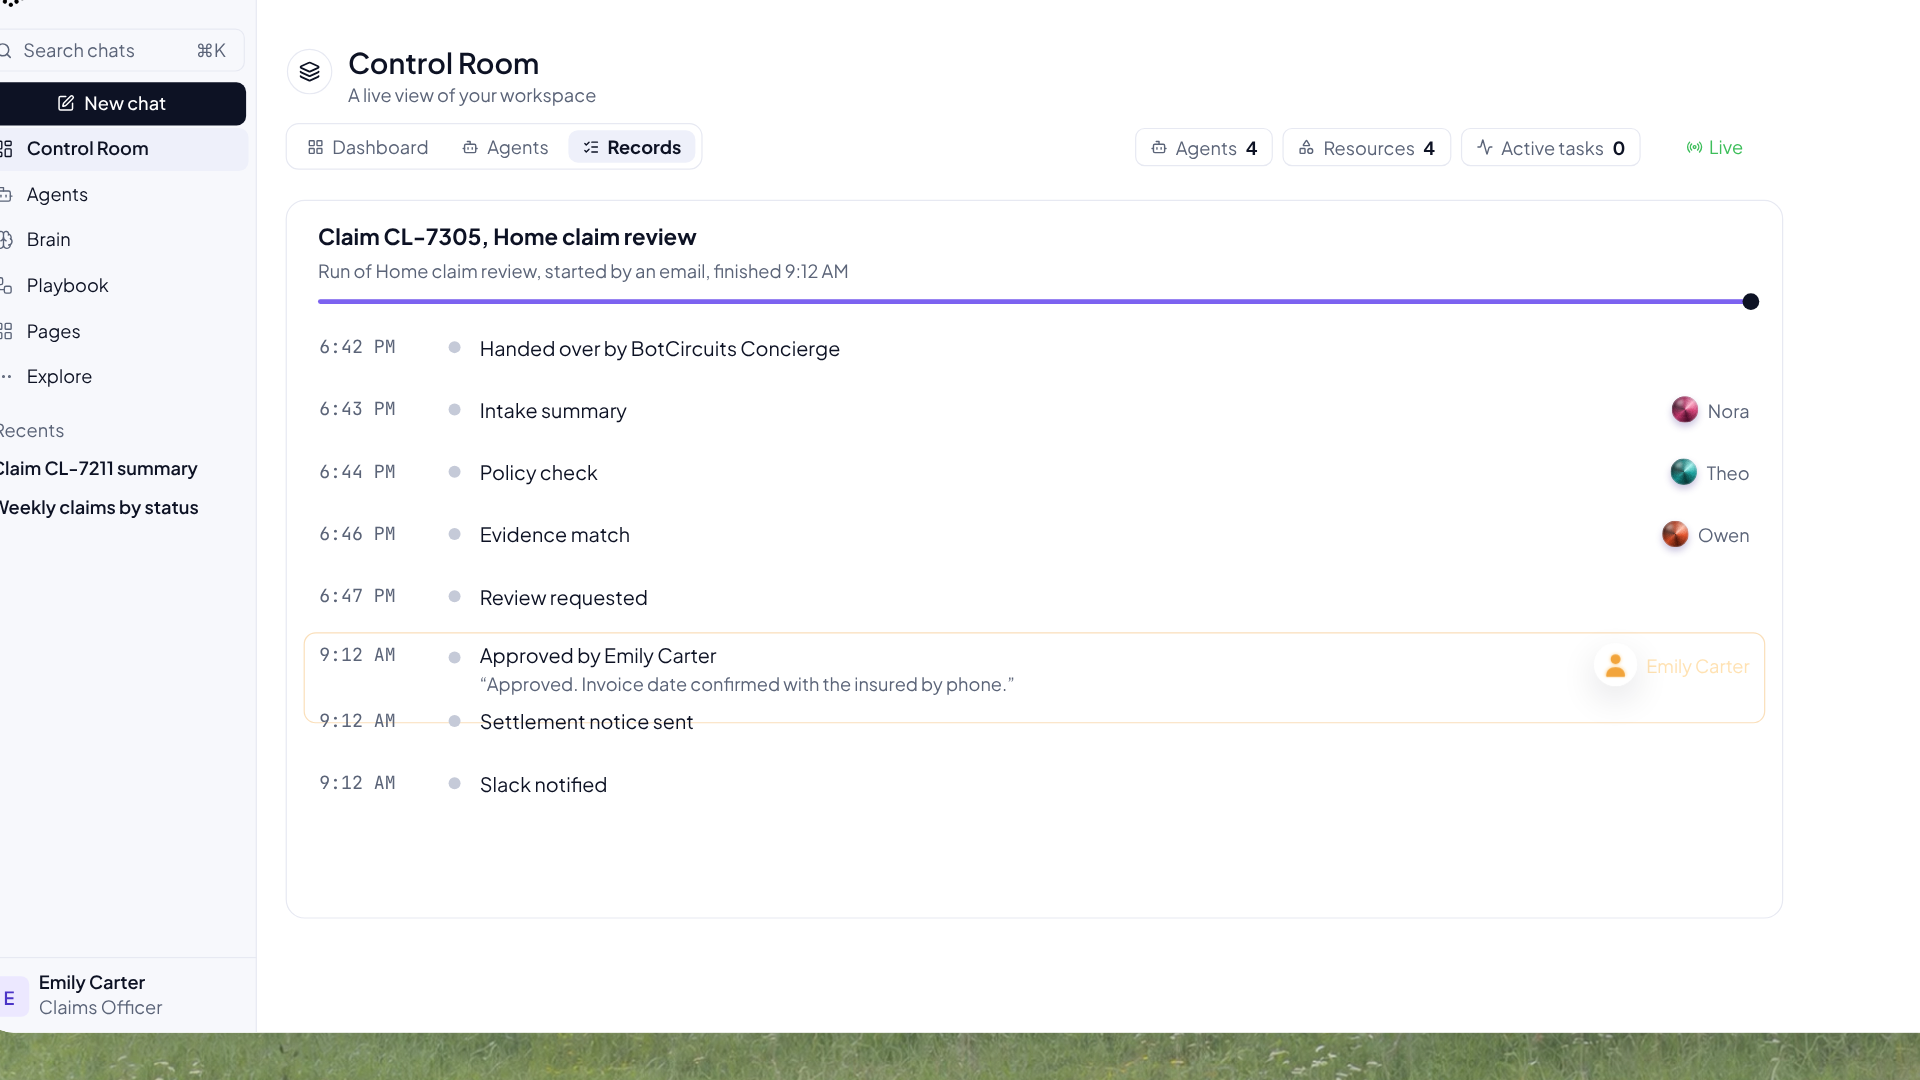 Search chats ⌘K
New chat
Control Room
Agents
Brain
Playbook
Pages
Explore
Recents
Claim CL-7211 summary
Weekly claims by status
Emily Carter
Claims Officer
E
Control Room
A live view of your workspace
Dashboard Agents Records
Agents 4 Resources 4 Active tasks 0 Live
Claim CL-7305, Home claim review
Run of Home claim review, started by an email, finished 9:12 AM
6:42 PM Handed over by BotCircuits Concierge
6:43 PM Intake summary Nora
6:44 PM Policy check Theo
6:46 PM Evidence match Owen
6:47 PM Review requested
9:12 AM Approved by Emily Carter Emily Carter
“Approved. Invoice date confirmed with the insured by phone.”
9:12 AM Settlement notice sent
9:12 AM Slack notified